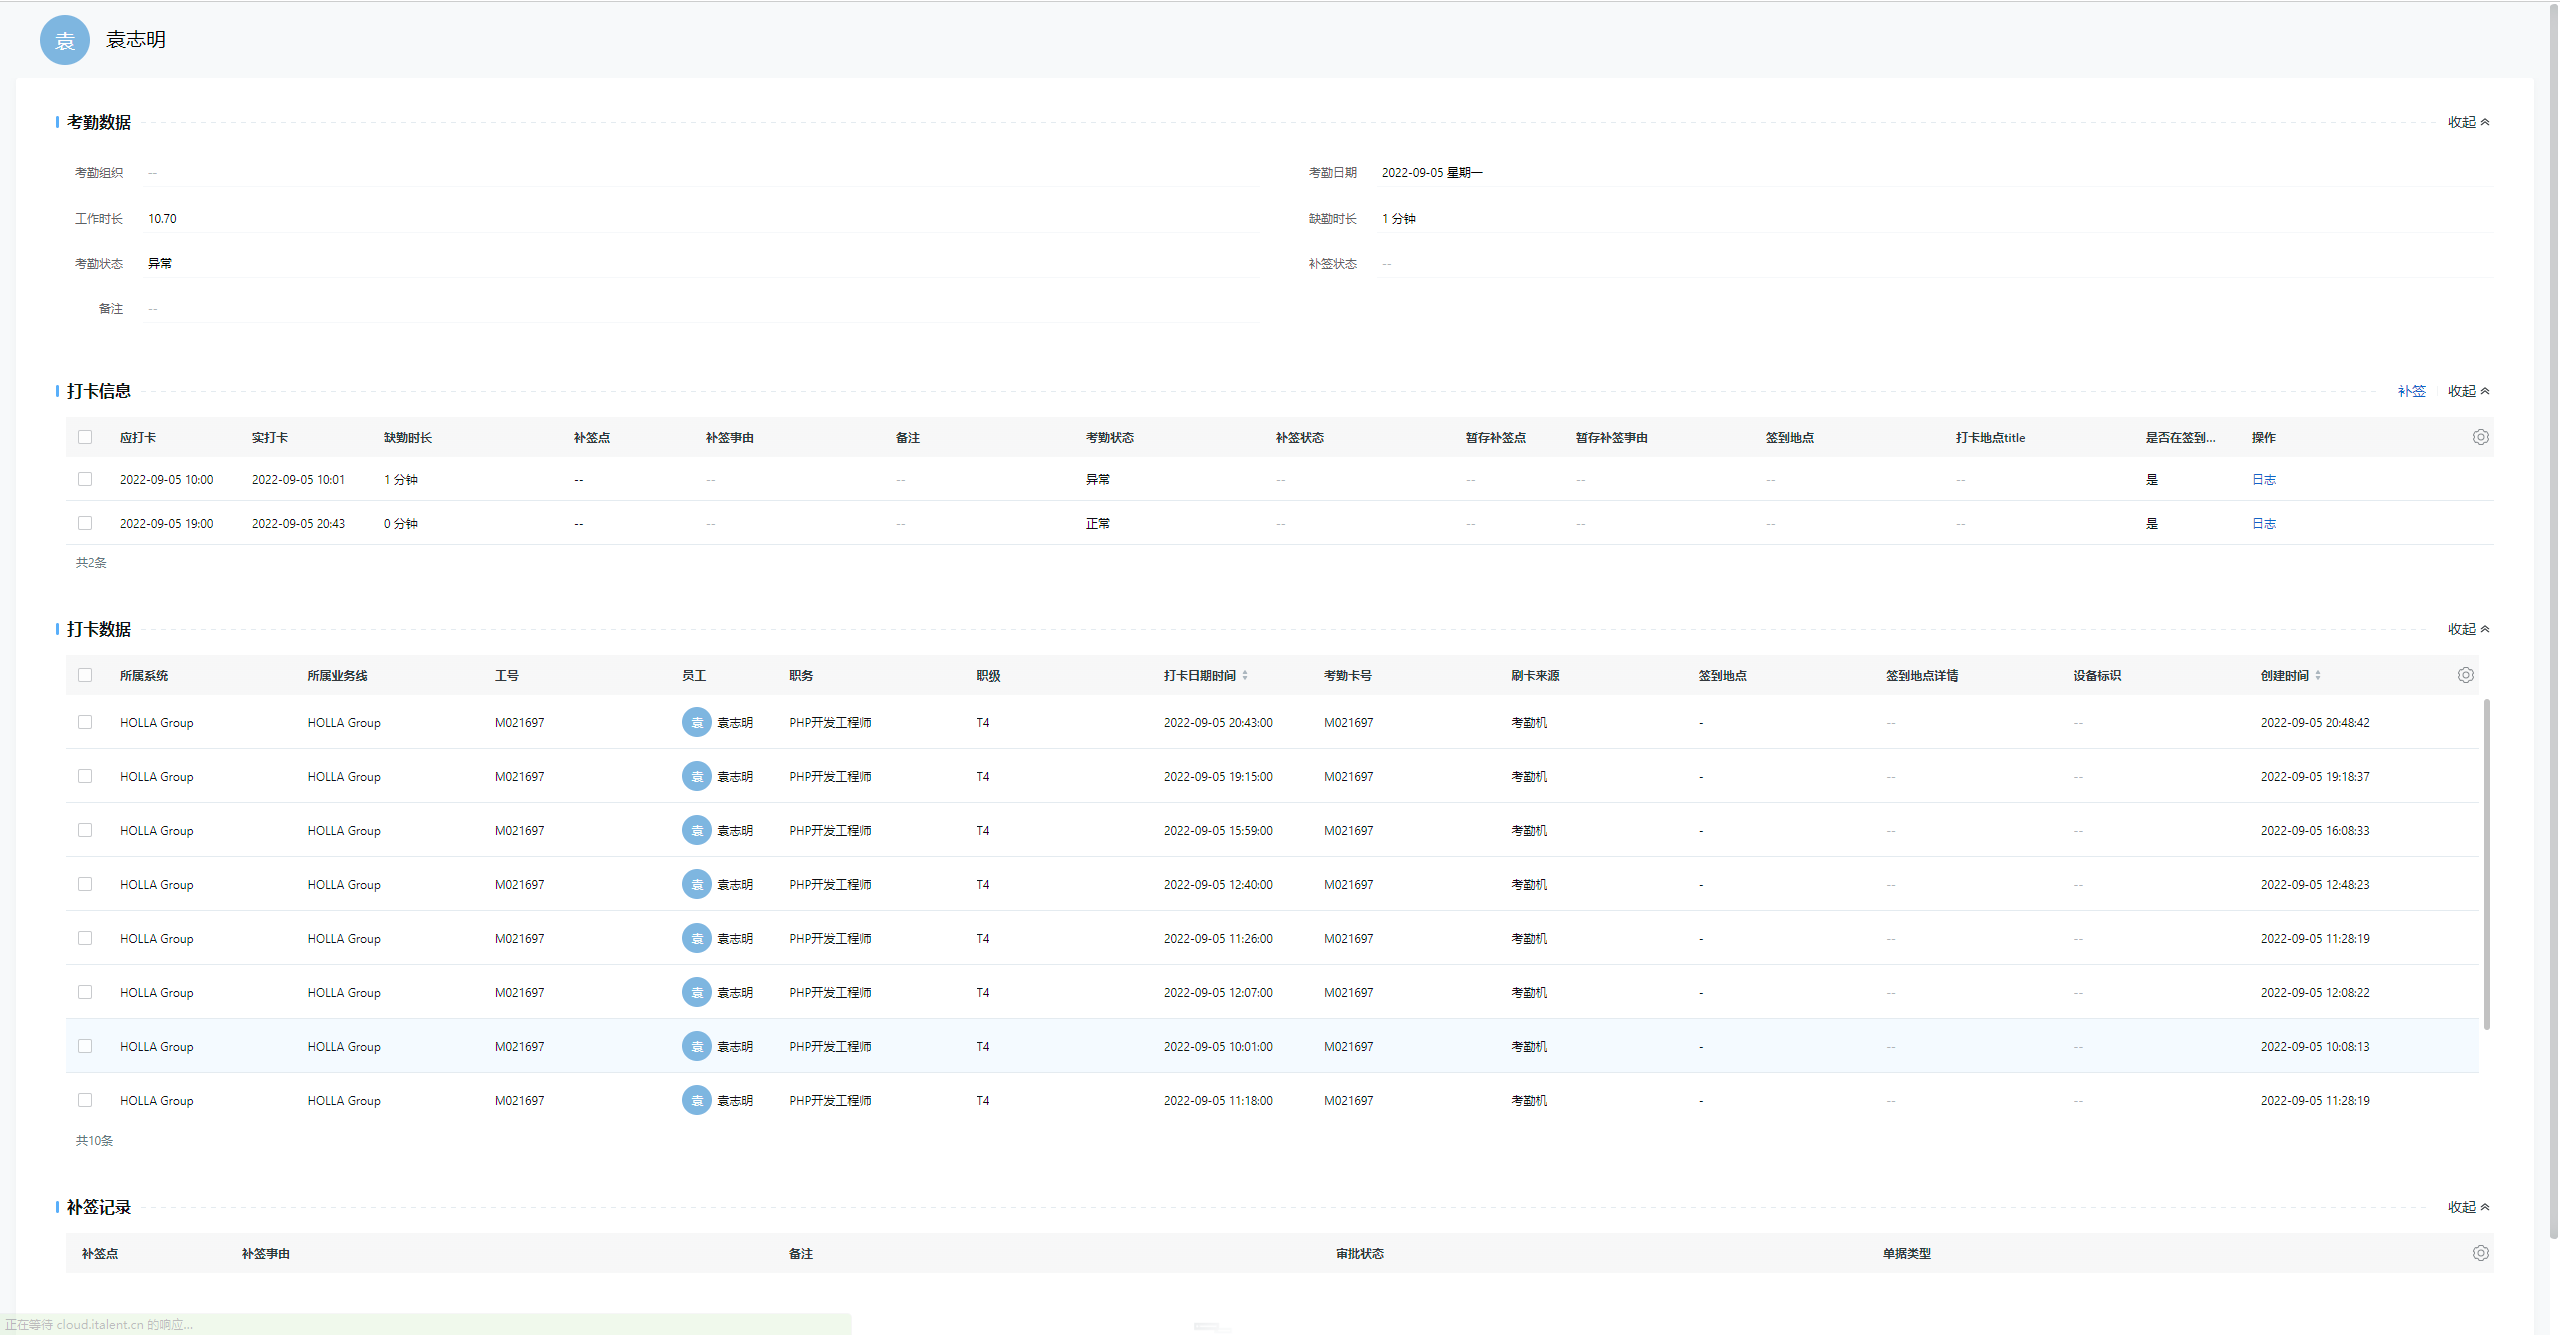 袁 袁志明
考勤数据 收起
考勤组织 -- 考勤日期 2022-09-05 星期一
工作时长 10.70 缺勤时长 1 分钟
考勤状态 异常 补签状态 --
备注 --
打卡信息 补签 收起
应打卡 实打卡 缺勤时长 补签点 补签事由 备注 考勤状态 补签状态 暂存补签点 暂存补签事由 签到地点 打卡地点title 是否在签到... 操作
2022-09-05 10:00 2022-09-05 10:01 1 分钟 -- -- -- 异常 -- -- -- -- -- 是 日志
2022-09-05 19:00 2022-09-05 20:43 0 分钟 -- -- -- 正常 -- -- -- -- -- 是 日志
共2条
打卡数据 收起
所属系统 所属业务线 工号 员工 职务 职级 打卡日期时间 考勤卡号 刷卡来源 签到地点 签到地点详情 设备标识 创建时间
HOLLA Group HOLLA Group M021697 袁 袁志明 PHP开发工程师 T4 2022-09-05 20:43:00 M021697 考勤机 - -- -- 2022-09-05 20:48:42
HOLLA Group HOLLA Group M021697 袁 袁志明 PHP开发工程师 T4 2022-09-05 19:15:00 M021697 考勤机 - -- -- 2022-09-05 19:18:37
HOLLA Group HOLLA Group M021697 袁 袁志明 PHP开发工程师 T4 2022-09-05 15:59:00 M021697 考勤机 - -- -- 2022-09-05 16:08:33
HOLLA Group HOLLA Group M021697 袁 袁志明 PHP开发工程师 T4 2022-09-05 12:40:00 M021697 考勤机 - -- -- 2022-09-05 12:48:23
HOLLA Group HOLLA Group M021697 袁 袁志明 PHP开发工程师 T4 2022-09-05 11:26:00 M021697 考勤机 - -- -- 2022-09-05 11:28:19
HOLLA Group HOLLA Group M021697 袁 袁志明 PHP开发工程师 T4 2022-09-05 12:07:00 M021697 考勤机 - -- -- 2022-09-05 12:08:22
HOLLA Group HOLLA Group M021697 袁 袁志明 PHP开发工程师 T4 2022-09-05 10:01:00 M021697 考勤机 - -- -- 2022-09-05 10:08:13
HOLLA Group HOLLA Group M021697 袁 袁志明 PHP开发工程师 T4 2022-09-05 11:18:00 M021697 考勤机 - -- -- 2022-09-05 11:28:19
共10条
补签记录 收起
补签点 补签事由 备注 审批状态 单据类型
正在等待 cloud.italent.cn 的响应...